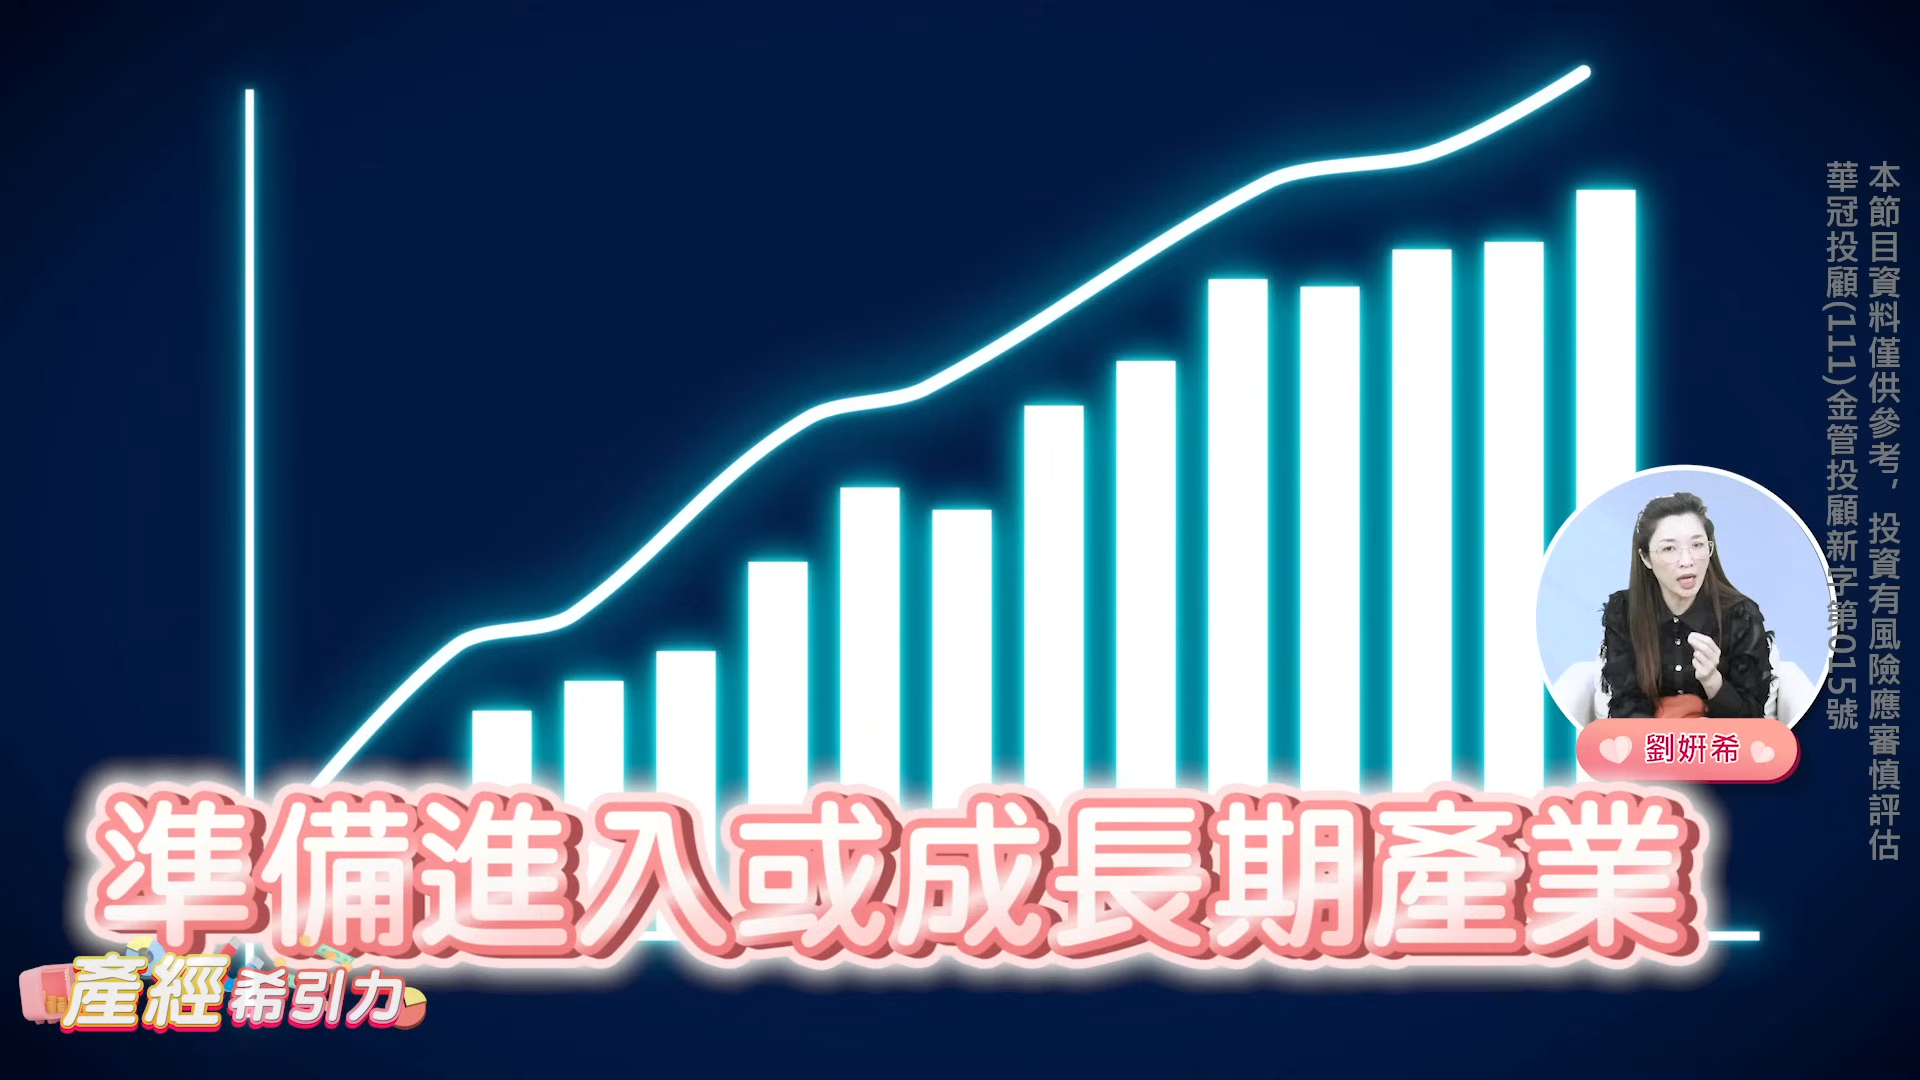 本節目資料僅供參考，投資有風險應審慎評估
華冠投顧(111)金管投顧新字第015號
劉妍希
準備進入或成長期產業
產經希引力